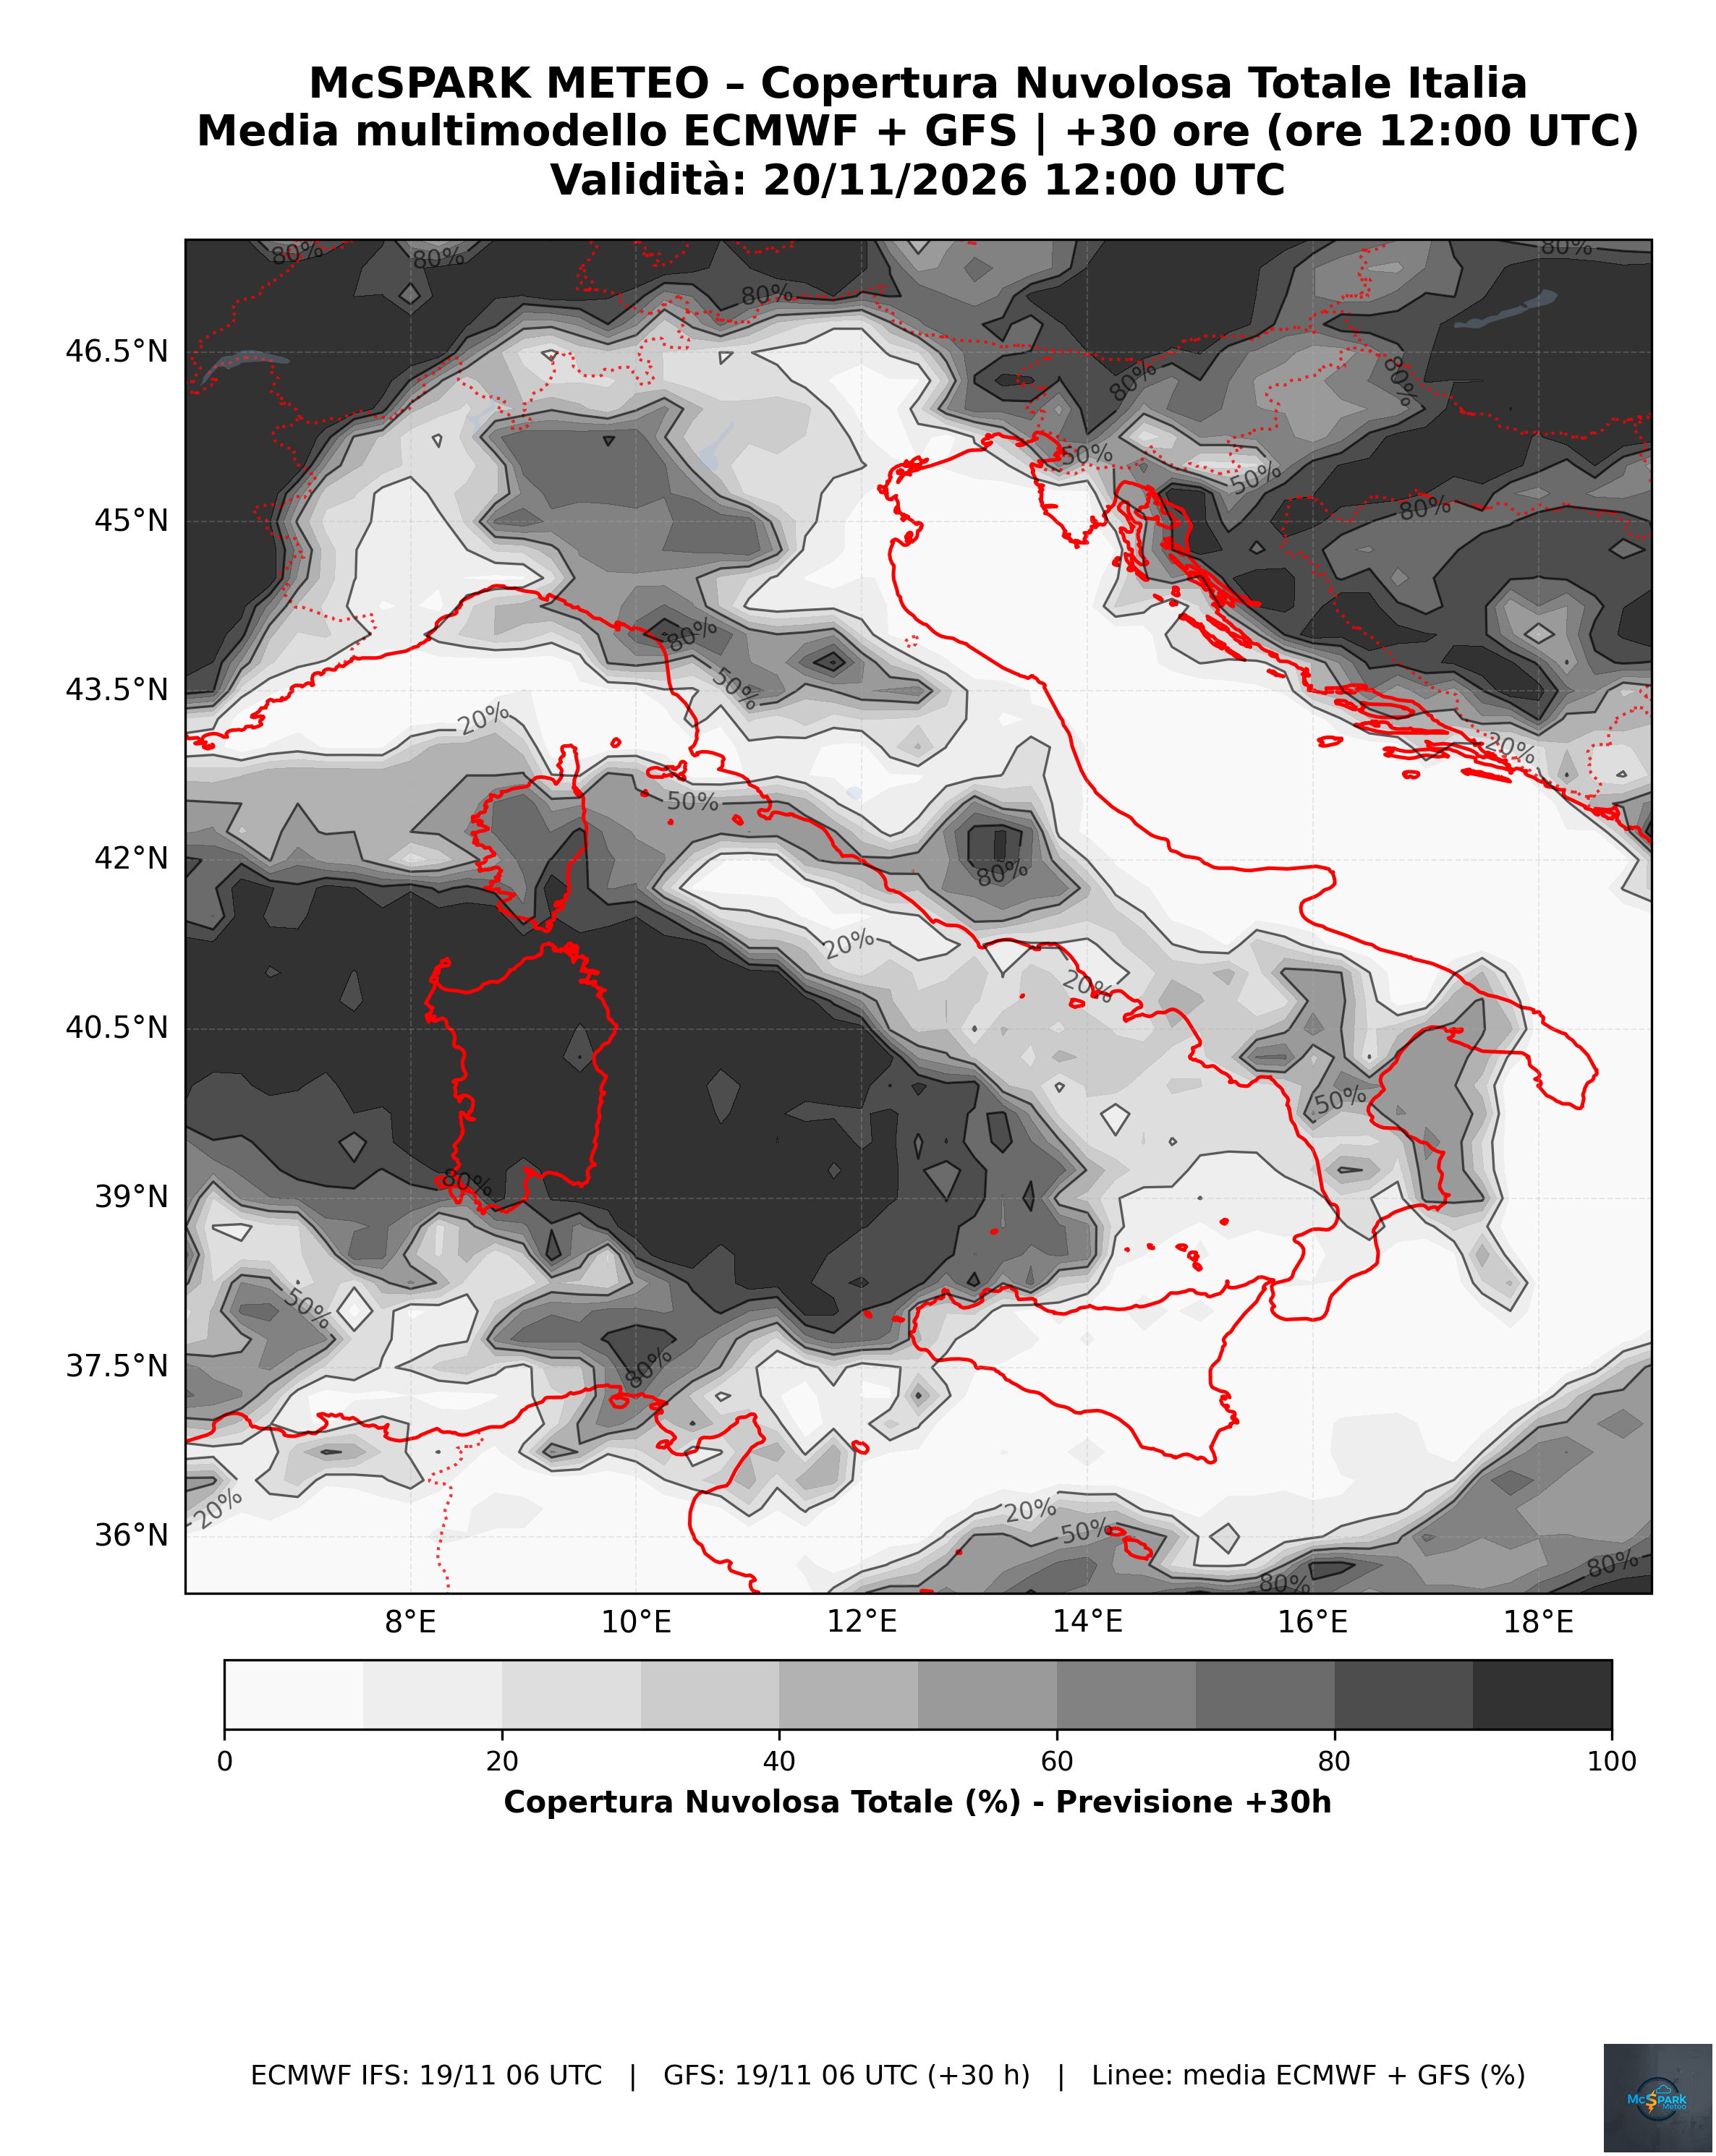 McSPARK METEO – Copertura Nuvolosa Totale Italia
Media multimodello ECMWF + GFS | +30 ore (ore 12:00 UTC)
Validità: 20/11/2026 12:00 UTC
80%
80%
80%
80%
80%
80%
46.5°N
50%
50%
80%
45°N
80%
50%
43.5°N
20%
20%
50%
42°N
80%
20%
20%
40.5°N
50%
80%
39°N
50%
80%
37.5°N
20%
20%
50%
36°N
80%
80%
8°E 10°E 12°E 14°E 16°E 18°E
0 20 40 60 80 100
Copertura Nuvolosa Totale (%) - Previsione +30h
ECMWF IFS: 19/11 06 UTC | GFS: 19/11 06 UTC (+30 h) | Linee: media ECMWF + GFS (%)
McSPARK
Meteo